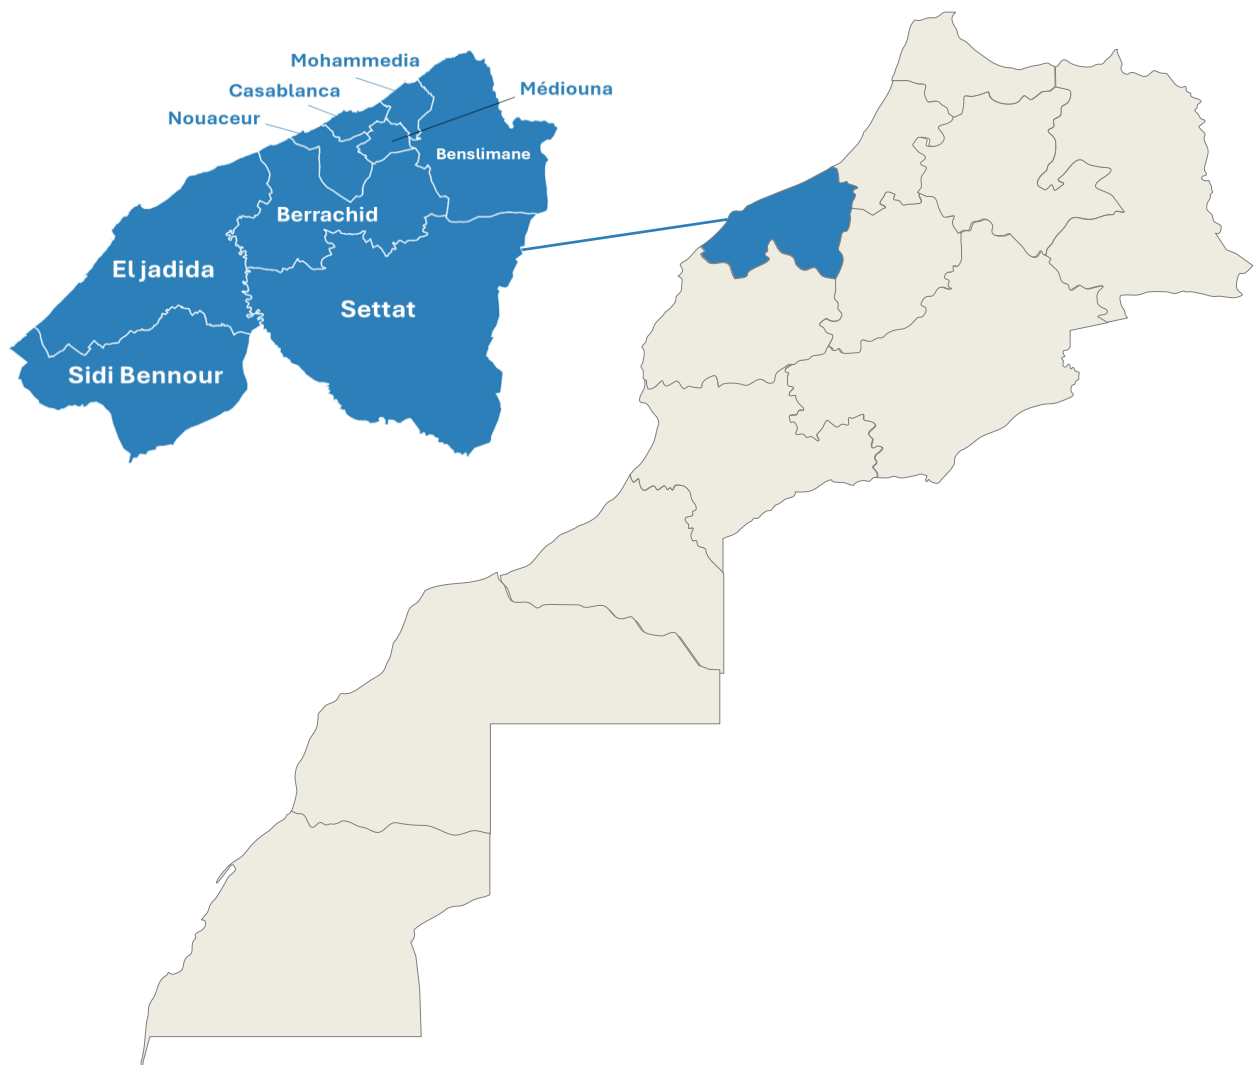 Mohammedia
Casablanca
Médiouna
Nouaceur
Benslimane
Berrachid
El jadida
Settat
Sidi Bennour